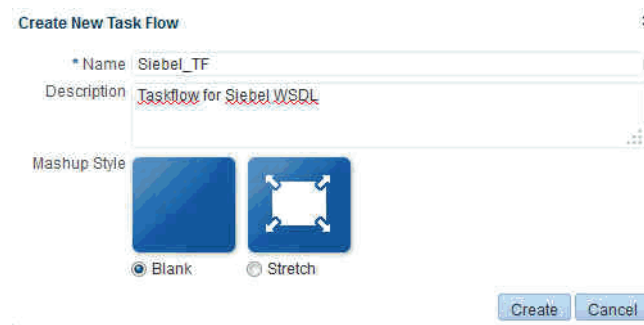 Create New Task Flow
* Name Siebel_TF
Description Taskflow for Siebel WSDL
Mashup Style
Blank Stretch
Create Cancel